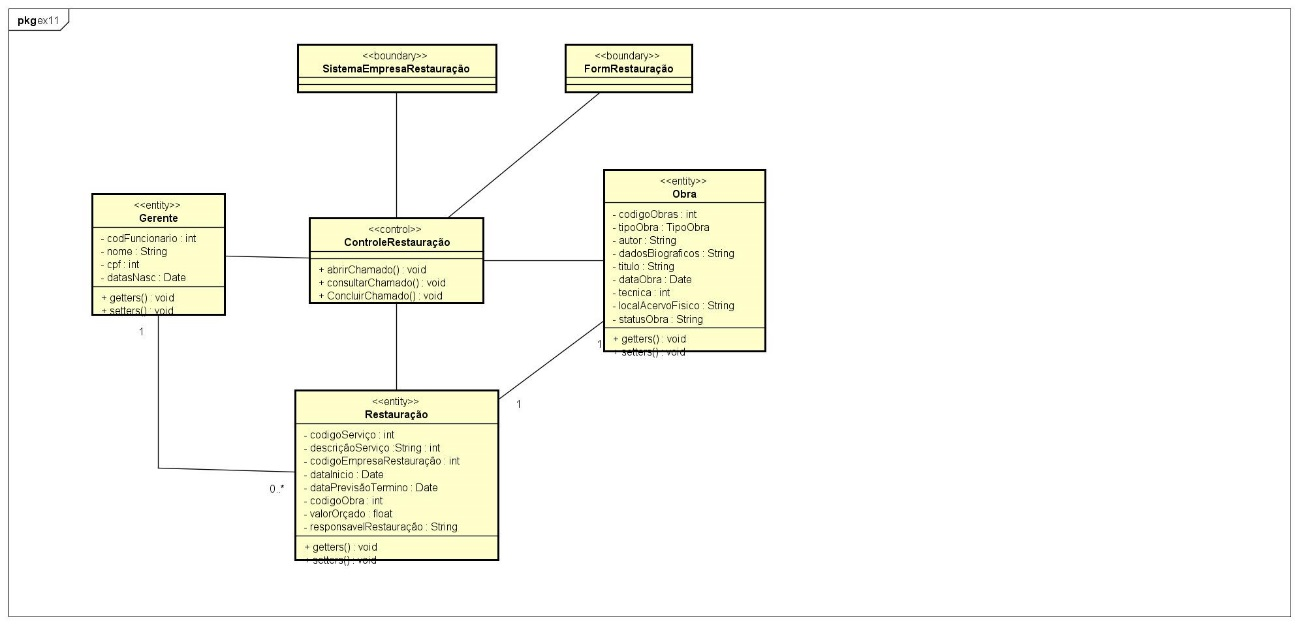 pkg ex11
<<boundary>>
SistemaEmpresaRestauração
<<boundary>>
FormRestauração
<<entity>>
Gerente
- codFuncionario : int
- nome : String
- cpf : int
- datasNasc : Date
+ getters() : void
+ setters() : void
1
<<control>>
ControleRestauração
+ abrirChamado() : void
+ consultarChamado() : void
+ ConcluirChamado() : void
<<entity>>
Obra
- codigoObras : int
- tipoObra : TipoObra
- autor : String
- dadosBiograficos : String
- titulo : String
- dataObra : Date
- tecnica : int
- localAcervoFisico : String
- statusObra : String
+ getters() : void
+ setters() : void
1
1
0..*
<<entity>>
Restauração
- codigoServiço : int
- descriçãoServiço :String : int
- codigoEmpresaRestauração : int
- dataInicio : Date
- dataPrevisãoTermino : Date
- codigoObra : int
- valorOrçado : float
- responsavelRestauração : String
+ getters() : void
+ setters() : void